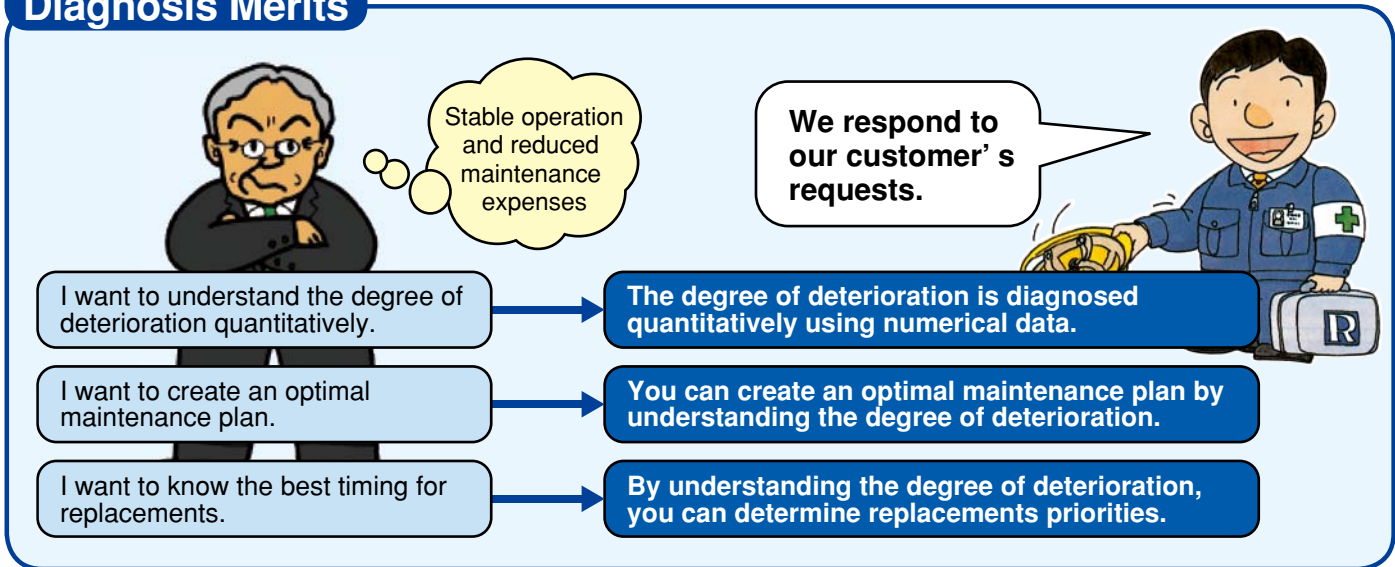 Diagnosis Merits
Stable operation
and reduced
maintenance
expenses
We respond to
our customer' s
requests.
I want to understand the degree of
deterioration quantitatively.
The degree of deterioration is diagnosed
quantitatively using numerical data.
R
I want to create an optimal
maintenance plan.
You can create an optimal maintenance plan by
understanding the degree of deterioration.
I want to know the best timing for
replacements.
By understanding the degree of deterioration,
you can determine replacements priorities.